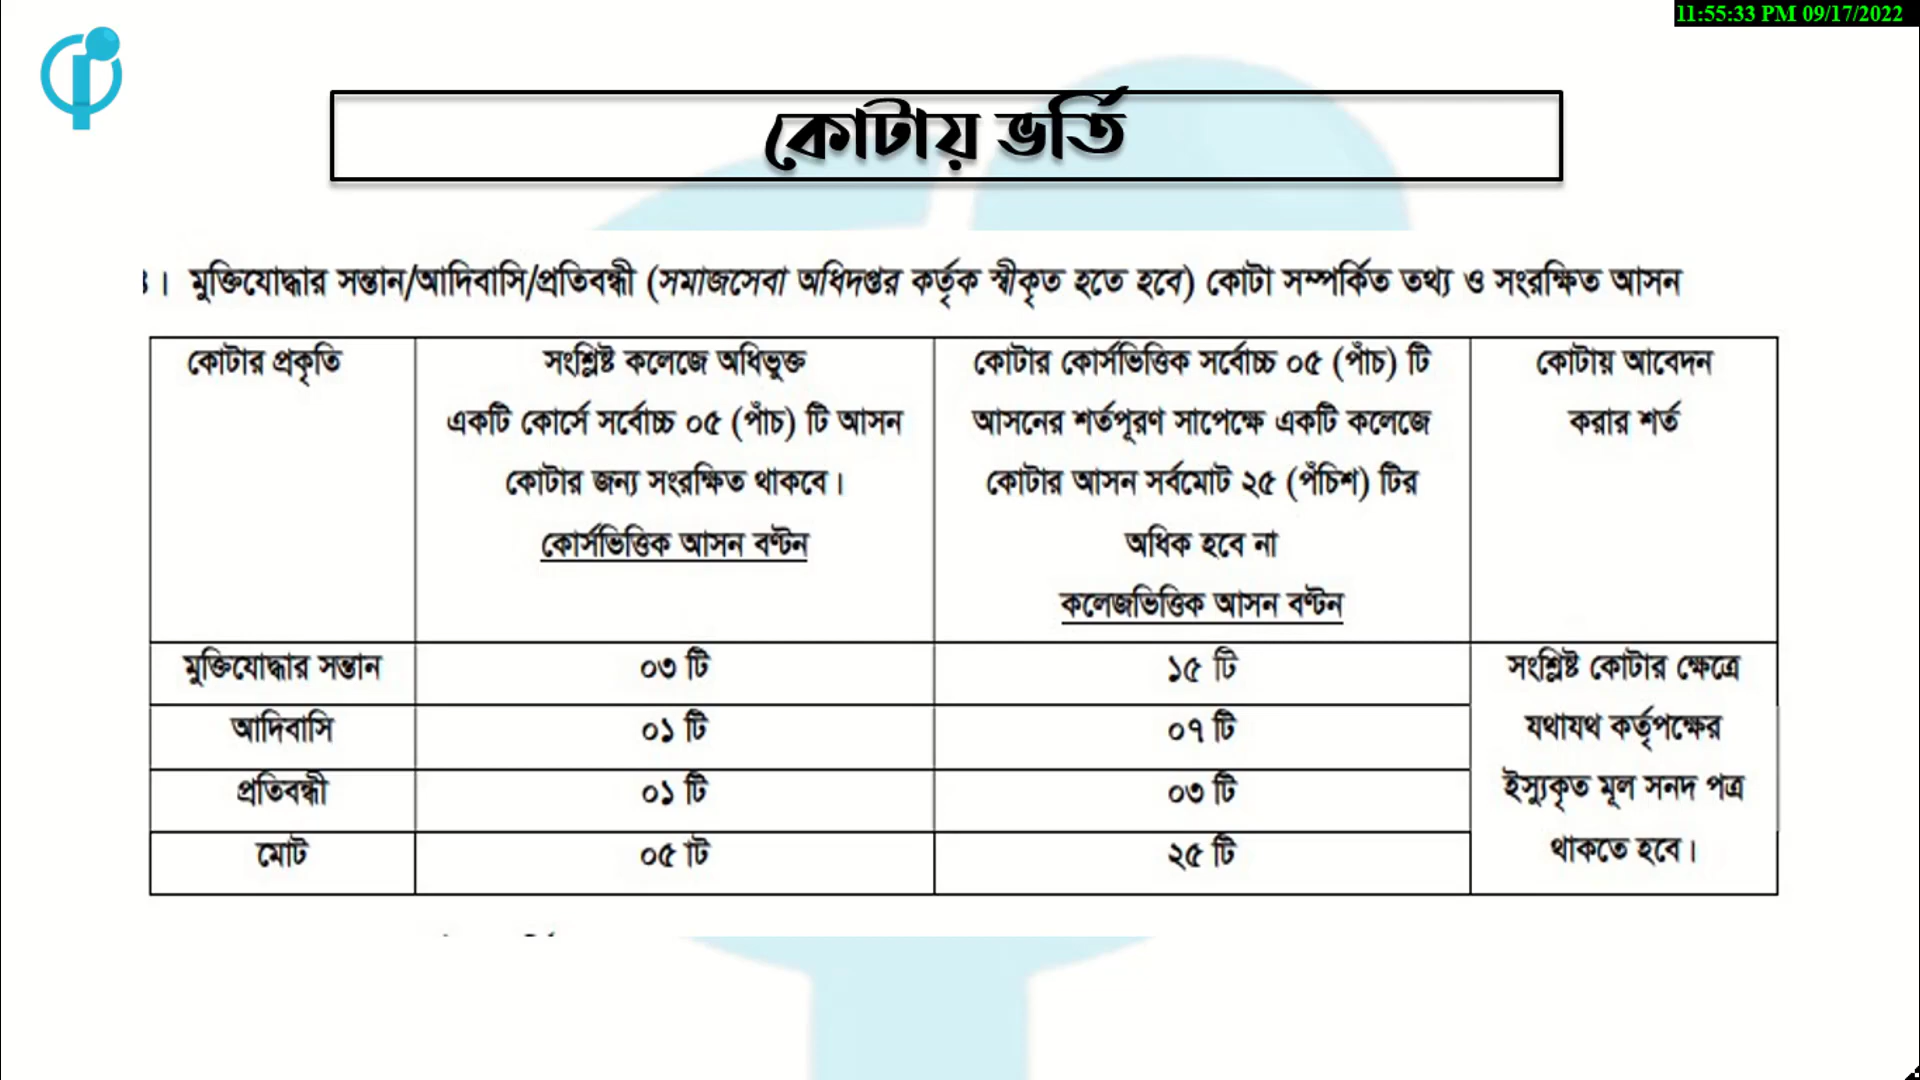 11:55:33 PM 09/17/2022
কোটায় ভর্তি
। মুক্তিযোদ্ধার সন্তান/আদিবাসি/প্রতিবন্ধী (সমাজসেবা অধিদপ্তর কর্তৃক স্বীকৃত হতে হবে) কোটা সম্পর্কিত তথ্য ও সংরক্ষিত আসন
কোটার প্রকৃতি
সংশ্লিষ্ট কলেজে অধিভুক্ত
একটি কোর্সে সর্বোচ্চ ০৫ (পাঁচ) টি আসন
কোটার জন্য সংরক্ষিত থাকবে।
কোর্সভিত্তিক আসন বণ্টন
কোটার কোর্সভিত্তিক সর্বোচ্চ ০৫ (পাঁচ) টি
আসনের শর্তপূরণ সাপেক্ষে একটি কলেজে
কোটার আসন সর্বমোট ২৫ (পঁচিশ) টির
অধিক হবে না
কলেজভিত্তিক আসন বণ্টন
কোটায় আবেদন
করার শর্ত
মুক্তিযোদ্ধার সন্তান
০৩ টি
১৫ টি
আদিবাসি
০১ টি
০৭ টি
প্রতিবন্ধী
০১ টি
০৩ টি
মোট
০৫ টি
২৫ টি
সংশ্লিষ্ট কোটার ক্ষেত্রে
যথাযথ কর্তৃপক্ষের
ইস্যুকৃত মূল সনদ পত্র
থাকতে হবে।